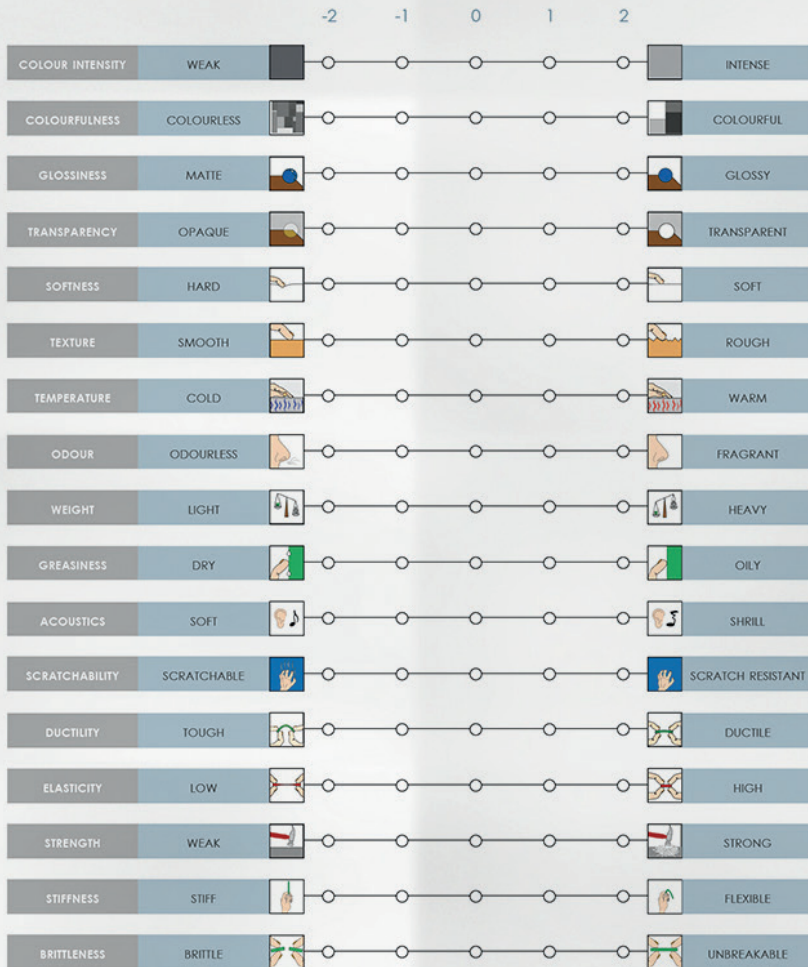 -2 -1 0 1 2
COLOUR INTENSITY WEAK INTENSE
COLOURFULNESS COLOURLESS COLOURFUL
GLOSSINESS MATTE GLOSSY
TRANSPARENCY OPAQUE TRANSPARENT
SOFTNESS HARD SOFT
TEXTURE SMOOTH ROUGH
TEMPERATURE COLD WARM
ODOUR ODOURLESS FRAGRANT
WEIGHT LIGHT HEAVY
GREASINESS DRY OILY
ACOUSTICS SOFT SHRILL
SCRATCHABILITY SCRATCHABLE SCRATCH RESISTANT
DUCTILITY TOUGH DUCTILE
ELASTICITY LOW HIGH
STRENGTH WEAK STRONG
STIFFNESS STIFF FLEXIBLE
BRITTLENESS BRITTLE UNBREAKABLE